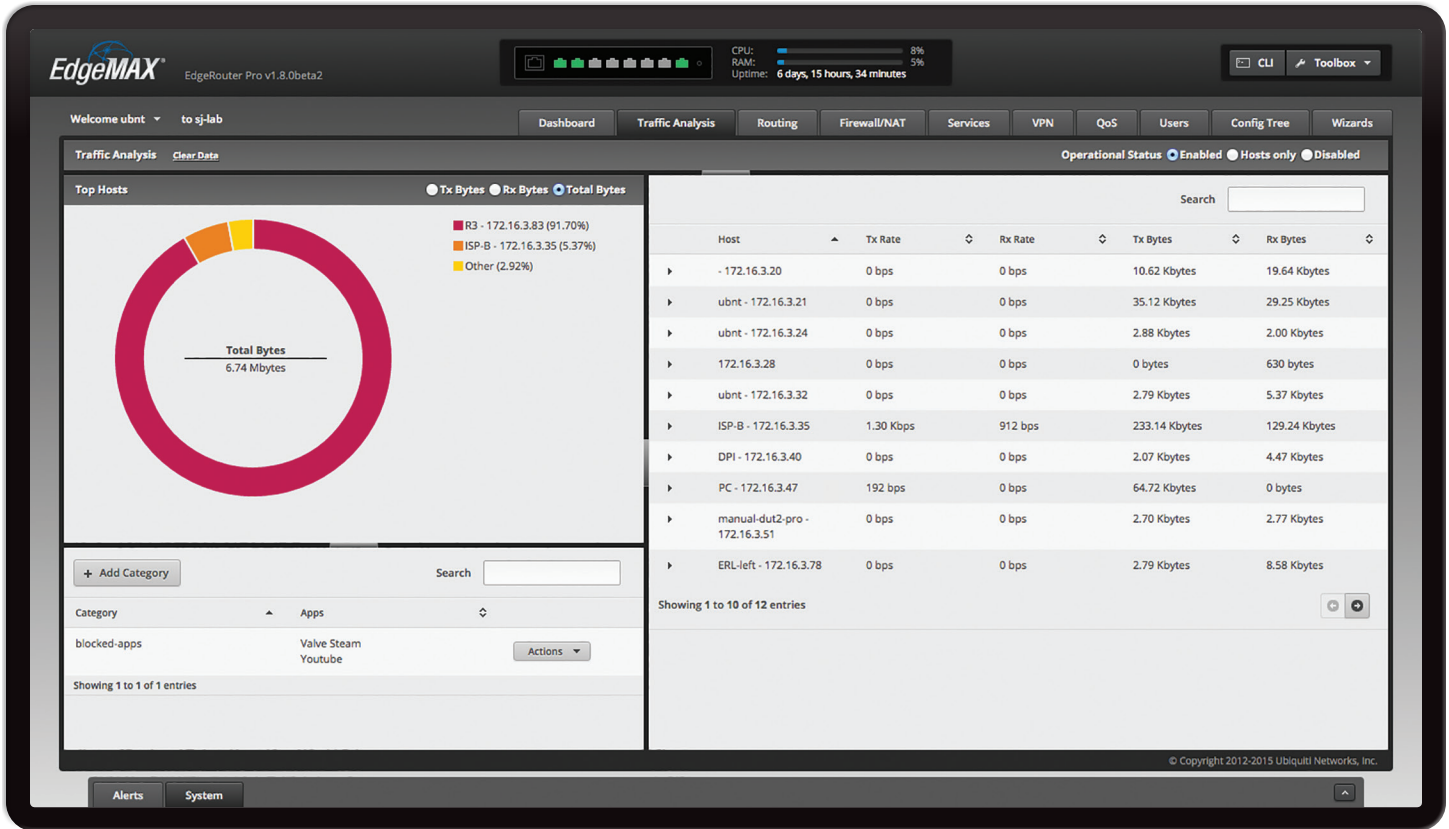 EdgeMAX®
EdgeRouter Pro v1.8.0beta2
CPU: 8%
RAM: 5%
Uptime: 6 days, 15 hours, 34 minutes
CLI Toolbox
Welcome ubnt to sj-lab
Dashboard Traffic Analysis Routing Firewall/NAT Services VPN QoS Users Config Tree Wizards
Traffic Analysis Clear Data
Operational Status Enabled Hosts only Disabled
Top Hosts Tx Bytes Rx Bytes Total Bytes
R3 - 172.16.3.83 (91.70%)
ISP-B - 172.16.3.35 (5.37%)
Other (2.92%)
Total Bytes
6.74 Mbytes
+ Add Category Search
Category Apps
blocked-apps Valve Steam
Youtube
Actions
Showing 1 to 1 of 1 entries
Search
Host Tx Rate Rx Rate Tx Bytes Rx Bytes
- 172.16.3.20 0 bps 0 bps 10.62 Kbytes 19.64 Kbytes
ubnt - 172.16.3.21 0 bps 0 bps 35.12 Kbytes 29.25 Kbytes
ubnt - 172.16.3.24 0 bps 0 bps 2.88 Kbytes 2.00 Kbytes
172.16.3.28 0 bps 0 bps 0 bytes 630 bytes
ubnt - 172.16.3.32 0 bps 0 bps 2.79 Kbytes 5.37 Kbytes
ISP-B - 172.16.3.35 1.30 Kbps 912 bps 233.14 Kbytes 129.24 Kbytes
DPI - 172.16.3.40 0 bps 0 bps 2.07 Kbytes 4.47 Kbytes
PC - 172.16.3.47 192 bps 0 bps 64.72 Kbytes 0 bytes
manual-dut2-pro - 0 bps 0 bps 2.70 Kbytes 2.77 Kbytes
172.16.3.51
ERL-left - 172.16.3.78 0 bps 0 bps 2.79 Kbytes 8.58 Kbytes
Showing 1 to 10 of 12 entries
© Copyright 2012-2015 Ubiquiti Networks, Inc.
Alerts System